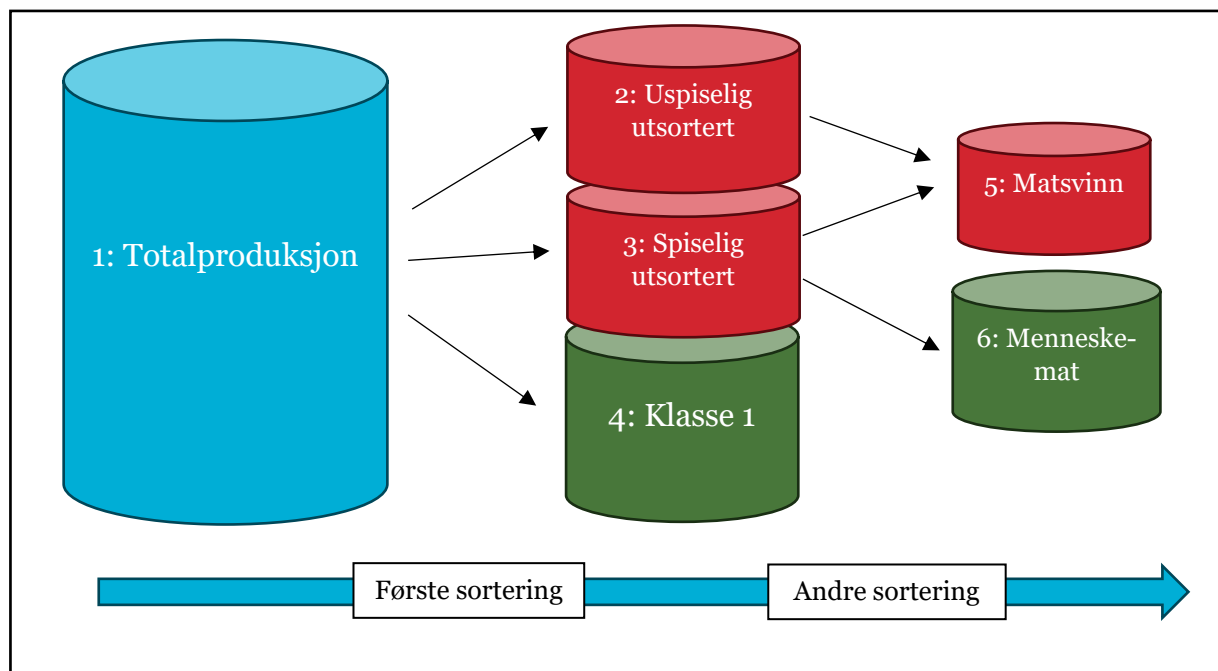 1: Totalproduksjon
2: Uspiselig
utsortert
3: Spiselig
utsortert
4: Klasse 1
5: Matsvinn
6: Menneske-
mat
Første sortering
Andre sortering